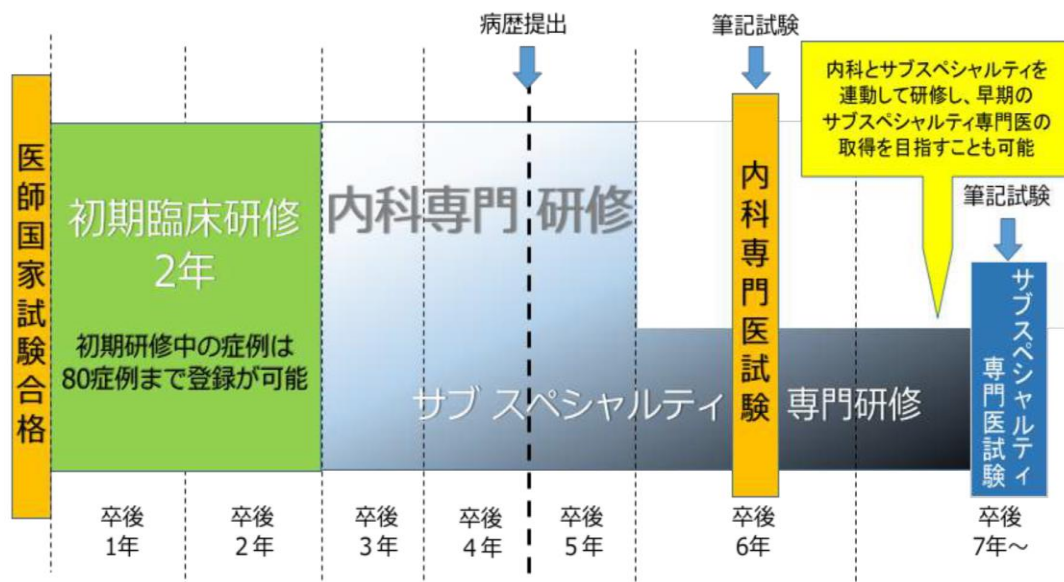 病歴提出
筆記試験
内科とサブスペシャルティを
連動して研修し、早期の
サブスペシャルティ専門医の
取得を目指すことも可能
筆記試験
医師国家試験合格
初期臨床研修
2年
初期研修中の症例は
80症例まで登録が可能
内科専門 研修
サブ スペシャルティ 専門研修
内科専門医試験
サブスペシャルティ
専門医試験
卒後
1年
卒後
2年
卒後
3年
卒後
4年
卒後
5年
卒後
6年
卒後
7年～